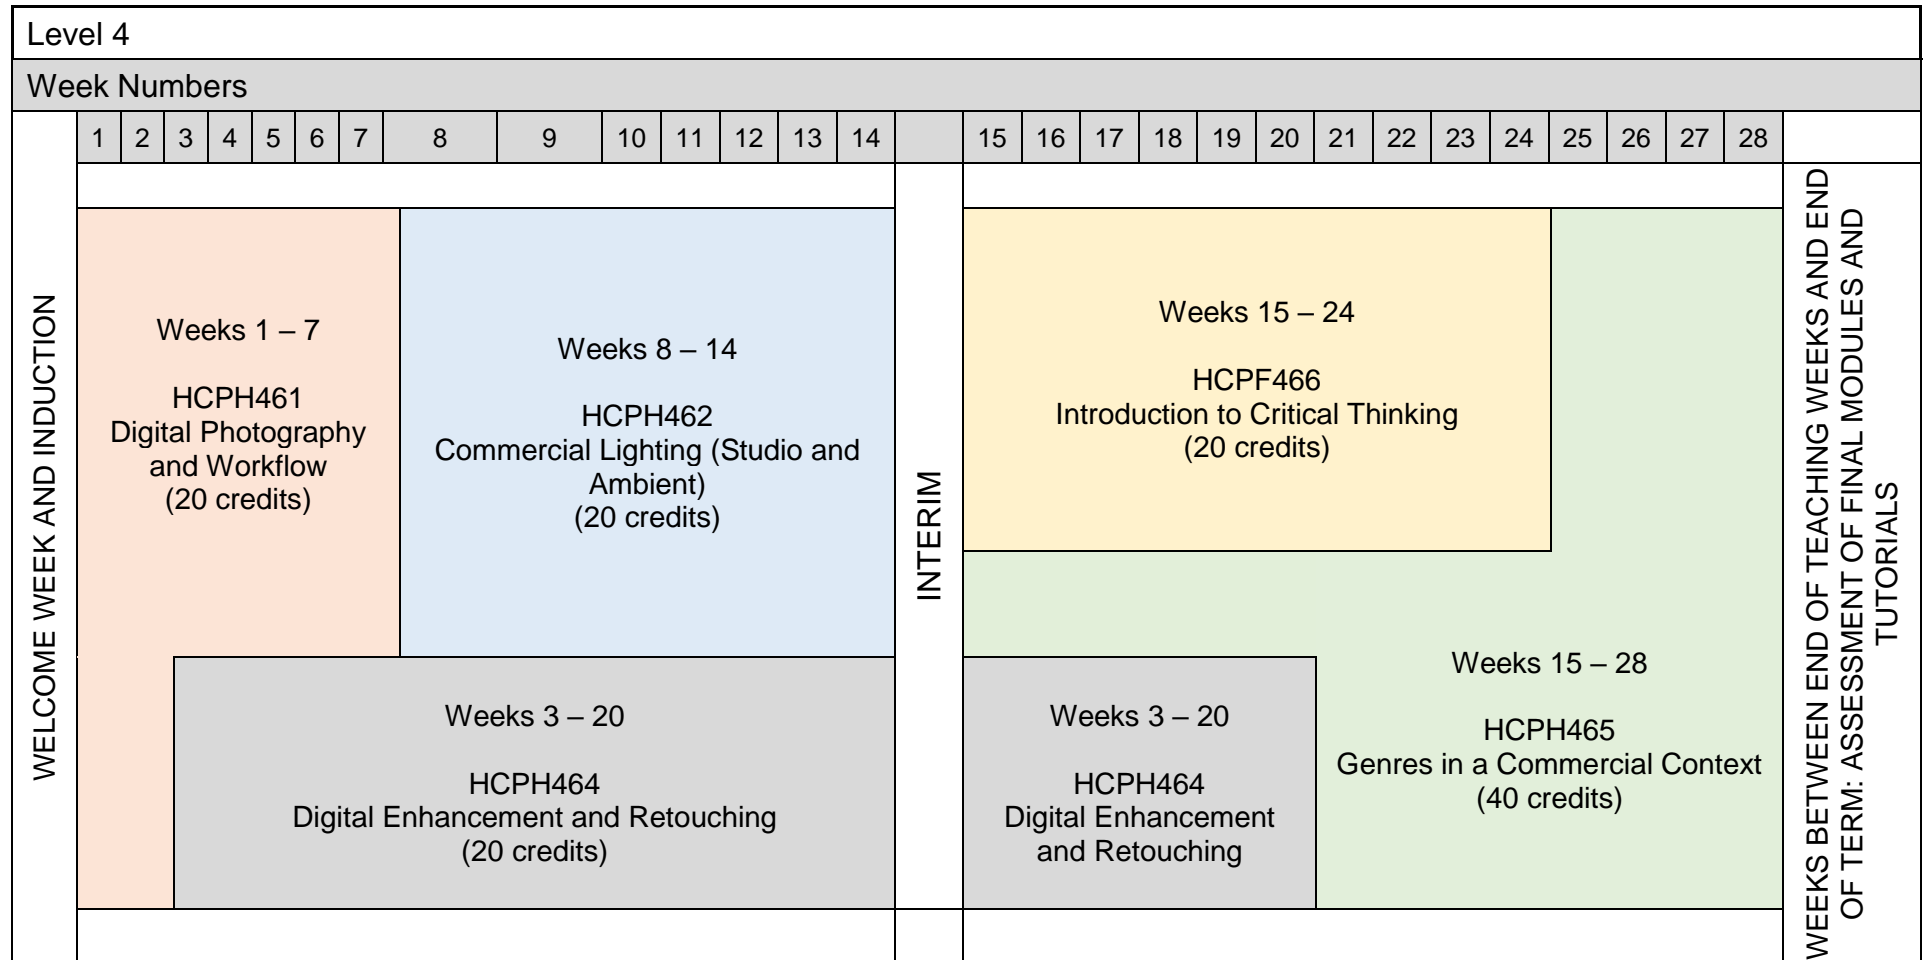 Level 4
Week Numbers
1 2 3 4 5 6 7 8 9 10 11 12 13 14 15 16 17 18 19 20 21 22 23 24 25 26 27 28
WELCOME WEEK AND INDUCTION
Weeks 1 – 7
HCPH461
Digital Photography
and Workflow
(20 credits)
Weeks 8 – 14
HCPH462
Commercial Lighting (Studio and
Ambient)
(20 credits)
Weeks 3 – 20
HCPH464
Digital Enhancement and Retouching
(20 credits)
INTERIM
Weeks 15 – 24
HCPF466
Introduction to Critical Thinking
(20 credits)
Weeks 3 – 20
HCPH464
Digital Enhancement
and Retouching
Weeks 15 – 28
HCPH465
Genres in a Commercial Context
(40 credits)
WEEKS BETWEEN END OF TEACHING WEEKS AND END
OF TERM: ASSESSMENT OF FINAL MODULES AND
TUTORIALS